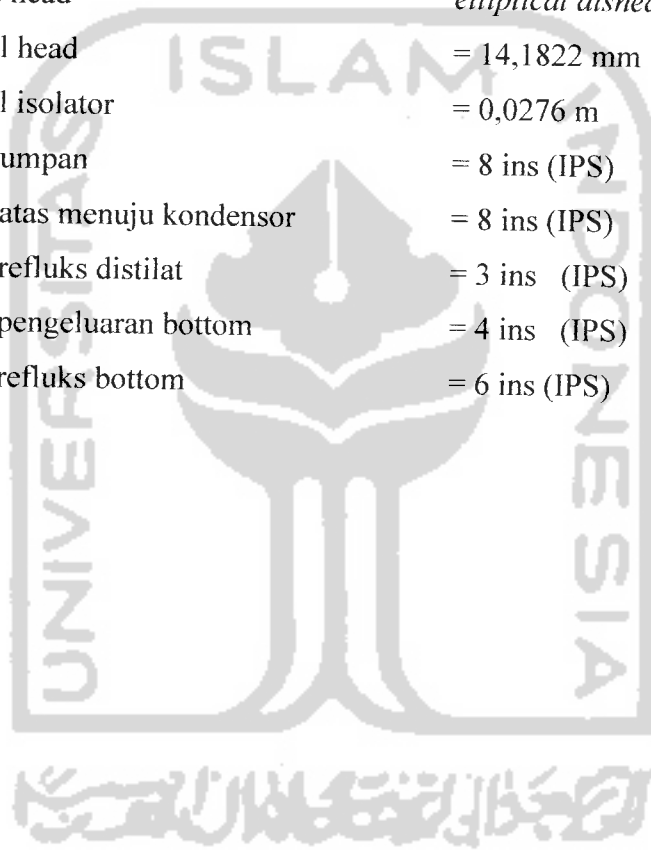 head elliptical
l head = 14,1822 mm
l isolator = 0,0276 m
umpan = 8 ins (IPS)
atas menuju kondensor = 8 ins (IPS)
refluks distilat = 3 ins (IPS)
pengeluaran bottom = 4 ins (IPS)
refluks bottom = 6 ins (IPS)
ISLAM
UNIVERSITAS
INDONESIA